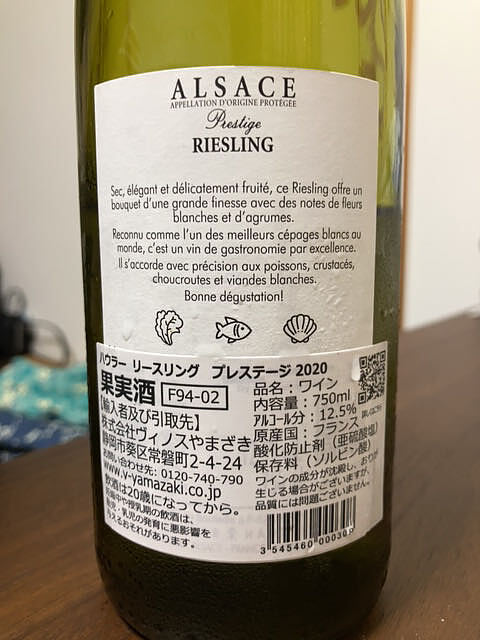 ALSACE
APPELLATION D'ORIGINE PROTÉGÉE
Prestige
RIESLING
Sec, élégant et délicatement fruité, ce Riesling offre un
bouquet d'une grande finesse avec des notes de fleurs
blanches et d'agrumes.
Reconnu comme l'un des meilleurs cépages blancs au
monde, c'est un vin de gastronomie par excellence.
Il s'accorde avec précision aux poissons, crustacés,
choucroutes et viandes blanches.
Bonne dégustation!
ハウラー リースリング プレステージ 2020
果実酒 F94-02
【輸入者及び引取先】
株式会社ヴィノスやまざき
静岡市葵区常磐町2-4-24
お問い合わせ先: 0120-740-790
www.v-yamazaki.co.jp
飲酒は20歳になってから。
妊娠中や授乳期の飲酒は、
胎児・乳児の発育に悪影響を
与えるおそれがあります。
品名：ワイン
内容量：750ml
アルコール分：12.5%
原産国：フランス
酸化防止剤（亜硫酸塩）
保存料（ソルビン酸）
ワインの成分が沈殿し、おりが
生じる場合がございますが、
品質には問題ございません。
詳しくはこちら
3 545460 00030